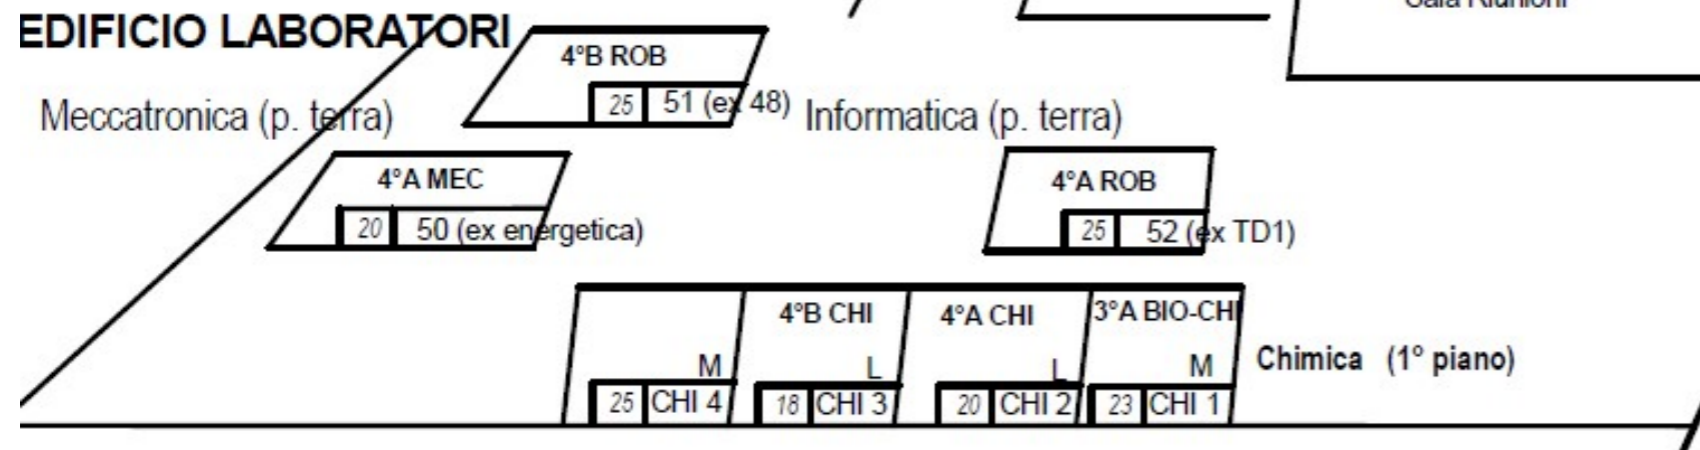 Sala Riunioni
EDIFICIO LABORATORI
4°B ROB
25 51 (ex 48)
Meccatronica (p. terra)
Informatica (p. terra)
4°A MEC
20 50 (ex energetica)
4°A ROB
25 52 (ex TD1)
M
25 CHI 4
4°B CHI
L
18 CHI 3
4°A CHI
L
20 CHI 2
3°A BIO-CHI
M
23 CHI 1
Chimica (1° piano)